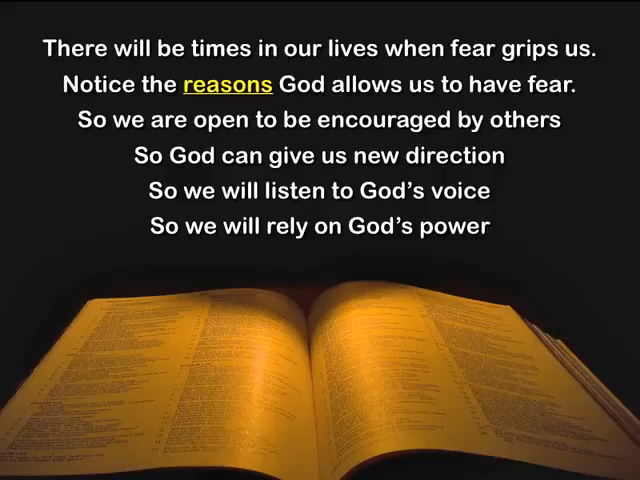 There will be times in our lives when fear grips us.
Notice the reasons God allows us to have fear.
So we are open to be encouraged by others
So God can give us new direction
So we will listen to God's voice
So we will rely on God's power